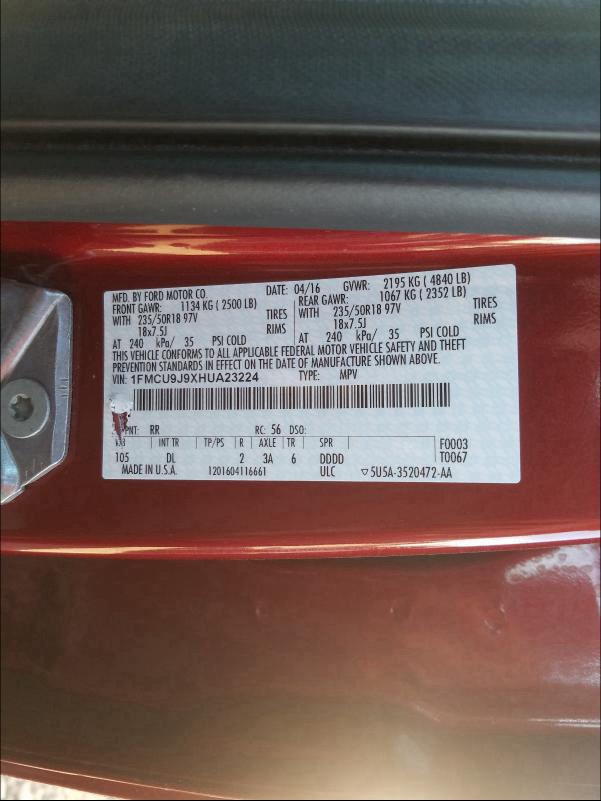 MFD. BY FORD MOTOR CO. DATE: 04/16 GVWR: 2195 KG ( 4840 LB)
FRONT GAWR: 1134 KG ( 2500 LB) REAR GAWR: 1067 KG ( 2352 LB)
WITH 235/50R18 97V TIRES WITH 235/50R18 97V TIRES
18x7.5J RIMS 18x7.5J RIMS
AT 240 kPa/ 35 PSI COLD AT 240 kPa/ 35 PSI COLD
THIS VEHICLE CONFORMS TO ALL APPLICABLE FEDERAL MOTOR VEHICLE SAFETY AND THEFT
PREVENTION STANDARDS IN EFFECT ON THE DATE OF MANUFACTURE SHOWN ABOVE.
VIN: 1FMCU9J9XHUA23224 TYPE: MPV
PNT: RR RC: 56 DSO:
INT TR TP/PS R AXLE TR SPR F0003
105 DL 2 3A 6 DDDD T0067
MADE IN U.S.A. 1201604116661 ULC ▽5U5A-3520472-AA